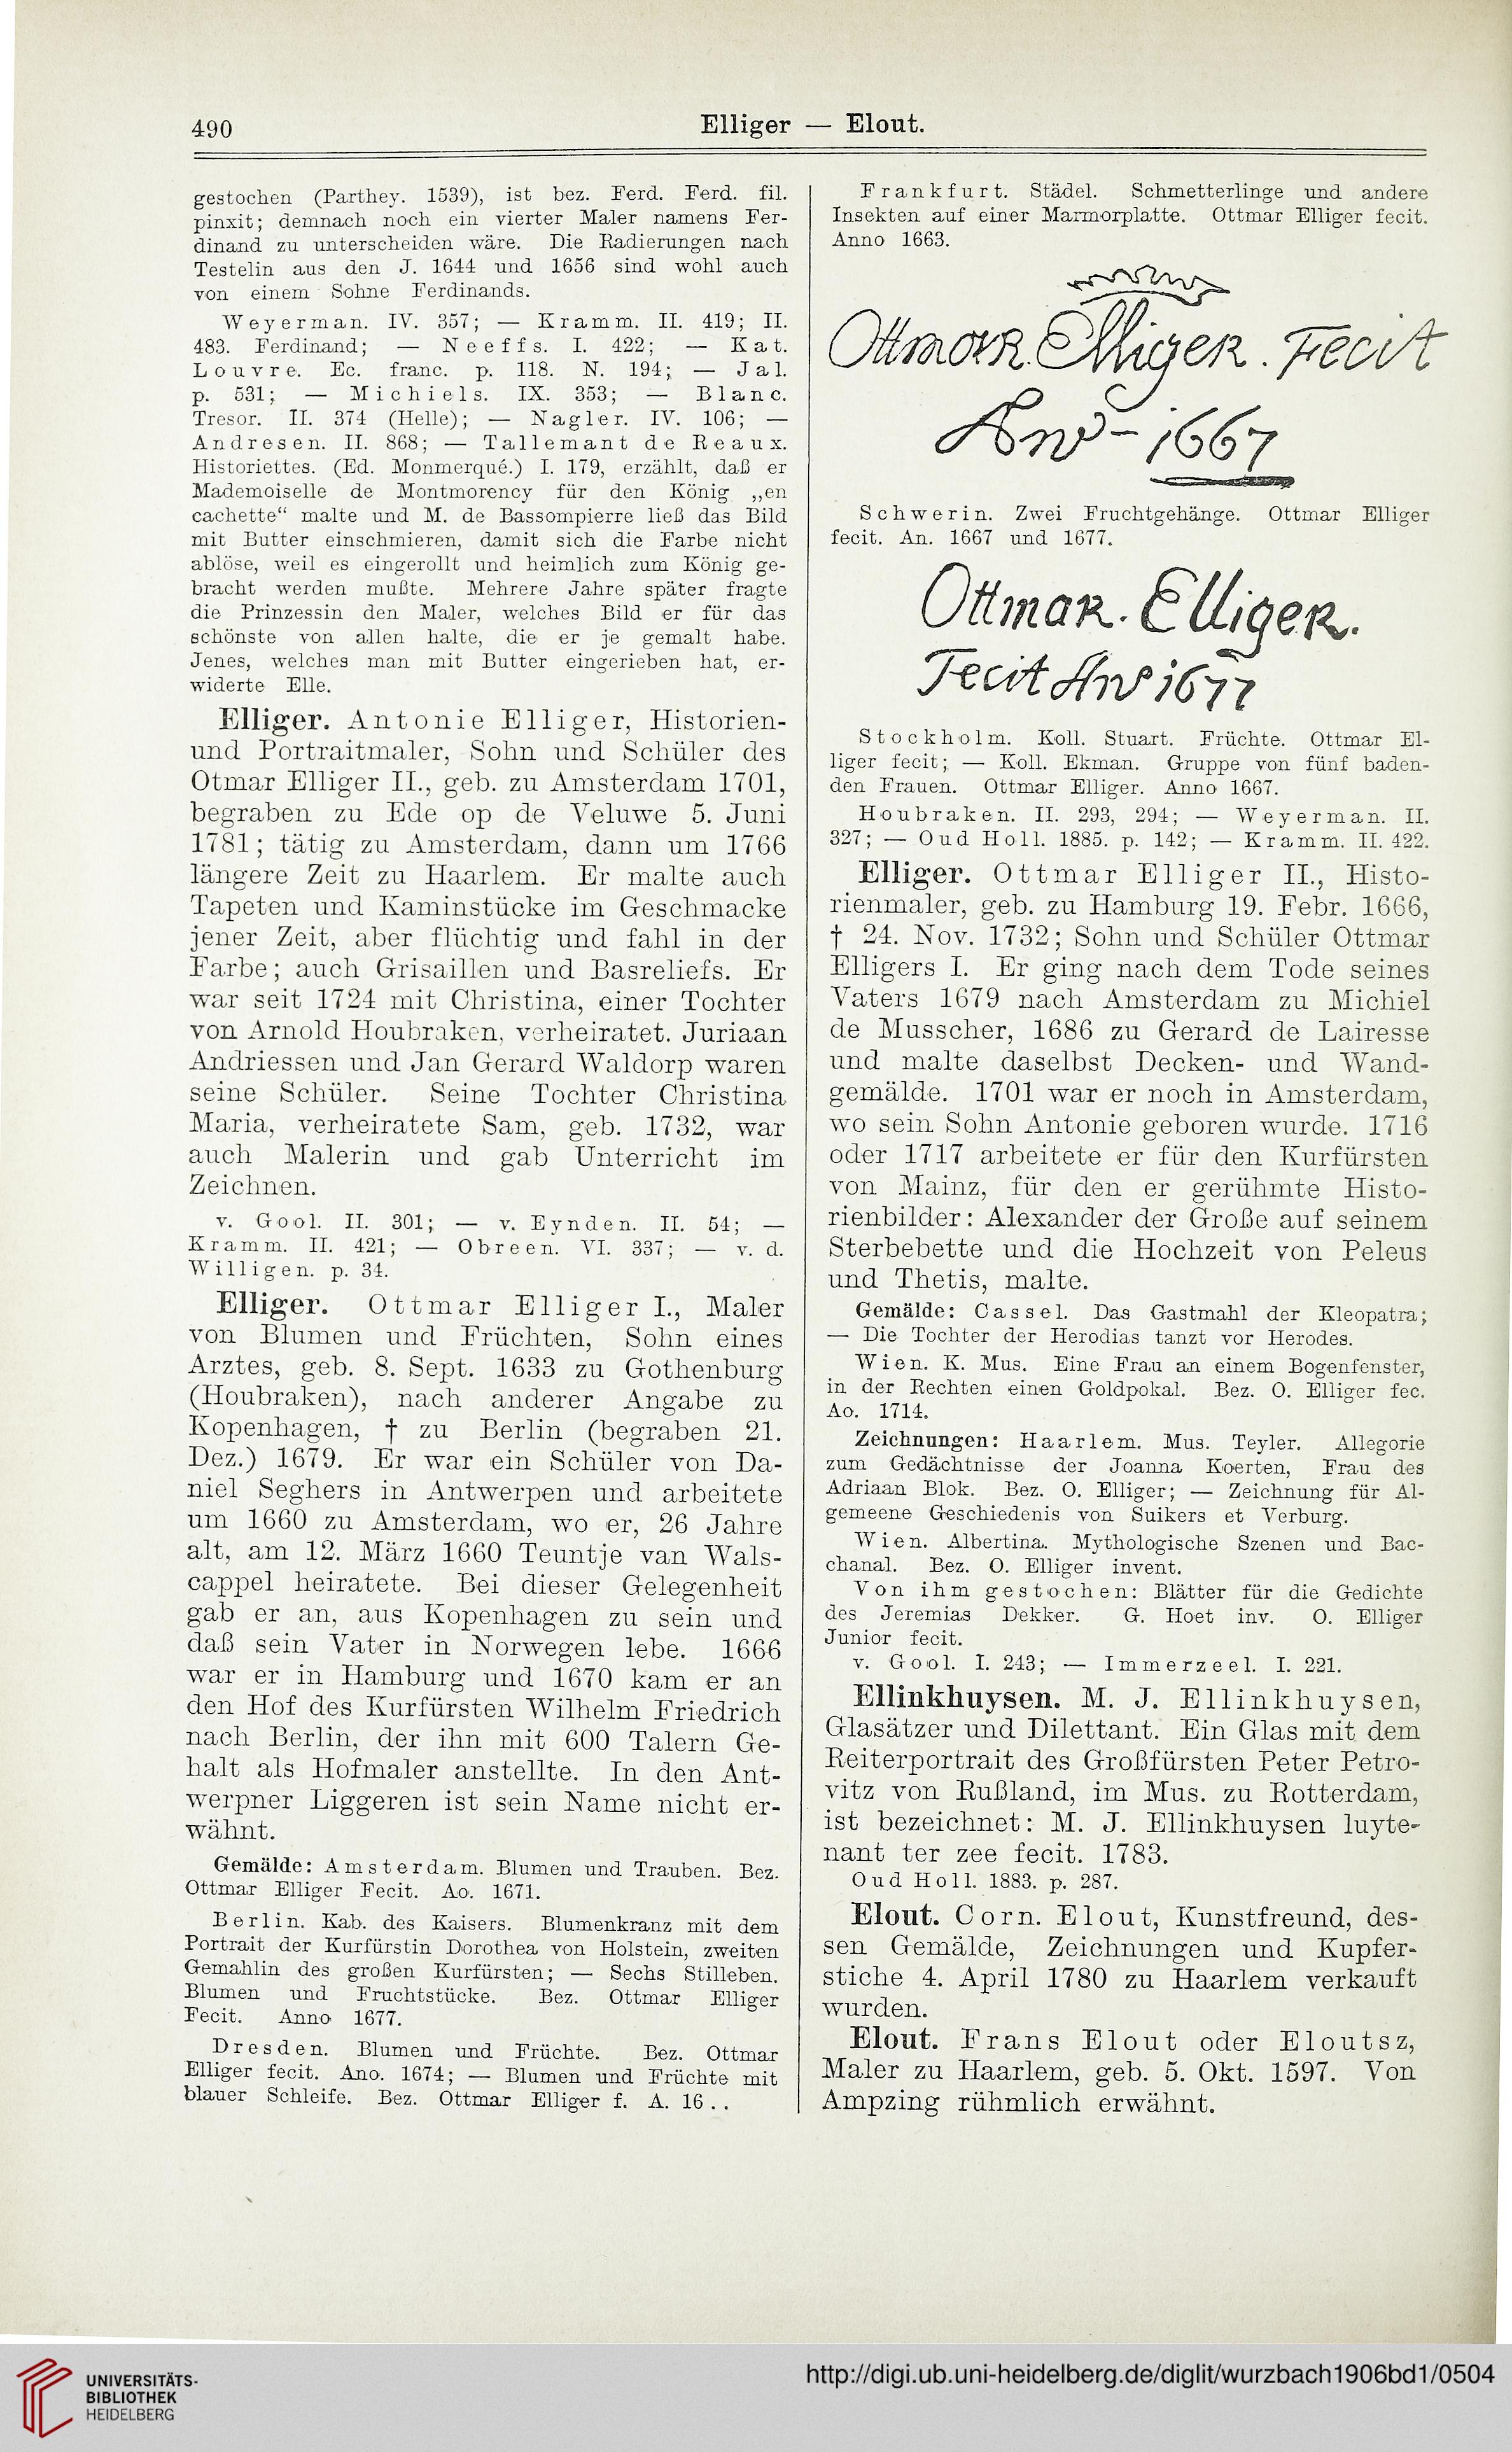 490
Elliger — Elout.
gestochen (Parthey. 1539), ist bez. Ferd. Ferd. fil.
pinxit; demnach noch ein vierter Maler namens Fer-
dinand zu unterscheiden wäre. Die Radierungen nach
Testelin aus den J. 1644 und 1656 sind wohl auch
von einem Sohne Ferdinands.
Weyerman. IV. 357; — Kramm. II. 419; II.
483. Ferdinand; — Neeffs. I. 422; — Kat.
Louvre. Ec. franc. p. 118. N. 194; — Jal.
p. 531; — Michiels. IX. 353; — Blanc.
Tresor. II. 374 (Helle); — Nagler. IV. 106; —
Andresen. II. 868; — Tallemant de Reaux.
Historiettes. (Ed. Monmerqué.) I. 179, erzählt, daß er
Mademoiselle de Montmorency für den König „en
cachette“ malte und M. de Bassompierre ließ das Bild
mit Butter einschmieren, damit sich die Farbe nicht
ablöse, weil es eingerollt und heimlich zum König ge-
bracht werden mußte. Mehrere Jahre später fragte
die Prinzessin den Maler, welches Bild er für das
schönste von allen halte, die er je gemalt habe.
Jenes, welches man mit Butter eingerieben hat, er-
widerte Elle.
Elliger. Antonie Elliger, Historien-
und Portraitmaler, Sohn und Schüler des
Otmar Elliger II., geb. zu Amsterdam 1701,
begraben zu Ede op de Veluwe 5. Juni
1781; tätig zu Amsterdam, dann um 1766
längere Zeit zu Haarlem. Er malte auch
Tapeten und Kaminstücke im Geschmacke
jener Zeit, aber flüchtig und fahl in der
Farbe; auch Grisaillen und Basreliefs. Er
war seit 1724 mit Christina, einer Tochter
von Arnold Houbraken, verheiratet. Juriaan
Andriessen und Jan Gerard Waldorp waren
seine Schüler. Seine Tochter Christina
Maria, verheiratete Sam, geb. 1732, war
auch Malerin und gab Unterricht im
Zeichnen.
v. Gool. II. 301; — v. Eynden. II. 54; —
Kramm. II. 421; — Obreen. VI. 337; — v. d.
Willigen. p. 34.
Elliger. Ottmar Elliger I., Maler
von Blumen und Früchten, Sohn eines
Arztes, geb. 8. Sept. 1633 zu Gothenburg
(Houbraken), nach anderer Angabe zu
Kopenhagen, † zu Berlin (begraben 21.
Dez.) 1679. Er war ein Schüler von Da-
niel Seghers in Antwerpen und arbeitete
um 1660 zu Amsterdam, wo er, 26 Jahre
alt, am 12. März 1660 Teuntje van Wals-
cappel heiratete. Bei dieser Gelegenheit
gab er an, aus Kopenhagen zu sein und
daß sein Vater in Norwegen lebe. 1666
war er in Hamburg und 1670 kam er an
den Hof des Kurfürsten Wilhelm Friedrich
nach Berlin, der ihn mit 600 Talern Ge-
halt als Hofmaler anstellte. In den Ant-
werpner Liggeren ist sein Name nicht er-
wähnt.
Gemälde: Amsterdam. Blumen und Trauben. Bez.
Ottmar Elliger Fecit. Ao. 1671.
Berlin. Kab. des Kaisers. Blumenkranz mit dem
Portrait der Kurfürstin Dorothea von Holstein, zweiten
Gemahlin des großen Kurfürsten; — Sechs Stilleben.
Blumen und Fruchtstücke. Bez. Ottmar Elliger
Fecit. Anno 1677.
Dresden. Blumen und Früchte. Bez. Ottmar
Elliger fecit. Ano. 1674; — Blumen und Früchte mit
blauer Schleife. Bez. Ottmar Elliger f. A. 16 . .
Frankfurt. Städel. Schmetterlinge und andere
Insekten auf einer Marmorplatte. Ottmar Elliger fecit.
Anno 1663.
Ottmar Elliger. Fecit
Ano - 1667
Schwerin. Zwei Fruchtgehänge. Ottmar Elliger
fecit. An. 1667 und 1677.
Ottmar. Elliger.
Fecit Ano 1677
Stockholm. Koll. Stuart. Früchte. Ottmar El-
liger fecit; — Koll. Ekman. Gruppe von fünf baden-
den Frauen. Ottmar Elliger. Anno 1667.
Houbraken. II. 293, 294; — Weyerman. II.
327; — Oud Holl. 1885. p. 142; — Kramm. II. 422.
Elliger. Ottmar Elliger II., Histo-
rienmaler, geb. zu Hamburg 19. Febr. 1666,
† 24. Nov. 1732; Sohn und Schüler Ottmar
Elligers I. Er ging nach dem Tode seines
Vaters 1679 nach Amsterdam zu Michiel
de Musscher, 1686 zu Gerard de Lairesse
und malte daselbst Decken- und Wand-
gemälde. 1701 war er noch in Amsterdam,
wo sein Sohn Antonie geboren wurde. 1716
oder 1717 arbeitete er für den Kurfürsten
von Mainz, für den er gerühmte Histo-
rienbilder: Alexander der Große auf seinem
Sterbebette und die Hochzeit von Peleus
und Thetis, malte.
Gemälde: Cassel. Das Gastmahl der Kleopatra;
— Die Tochter der Herodias tanzt vor Herodes.
Wien. K. Mus. Eine Frau an einem Bogenfenster,
in der Rechten einen Goldpokal. Bez. O. Elliger fec.
Ao. 1714.
Zeichnungen: Haarlem. Mus. Teyler. Allegorie
zum Gedächtnisse der Joanna Koerten, Frau des
Adriaan Blok. Bez. O. Elliger; — Zeichnung für Al-
gemeene Geschiedenis von Suikers et Verburg.
Wien. Albertina. Mythologische Szenen und Bac-
chanal. Bez. O. Elliger invent.
Von ihm gestochen: Blätter für die Gedichte
des Jeremias Dekker. G. Hoet inv. O. Elliger
Junior fecit.
v. Gool. I. 243; — Immerzeel. I. 221.
Ellinkhuysen. M. J. Ellinkhuysen,
Glasätzer und Dilettant. Ein Glas mit dem
Reiterportrait des Großfürsten Peter Petro-
vitz von Rußland, im Mus. zu Rotterdam,
ist bezeichnet: M. J. Ellinkhuysen luyte-
nant ter zee fecit. 1783.
Oud Holl. 1883. p. 287.
Elout. Corn. Elout, Kunstfreund, des-
sen Gemälde, Zeichnungen und Kupfer-
stiche 4. April 1780 zu Haarlem verkauft
wurden.
Elout. Frans Elout oder Eloutsz,
Maler zu Haarlem, geb. 5. Okt. 1597. Von
Ampzing rühmlich erwähnt.
UNIVERSITÄTS-
BIBLIOTHEK
HEIDELBERG
http://digi.ub.uni-heidelberg.de/diglit/wurzbach1906bd1/0504